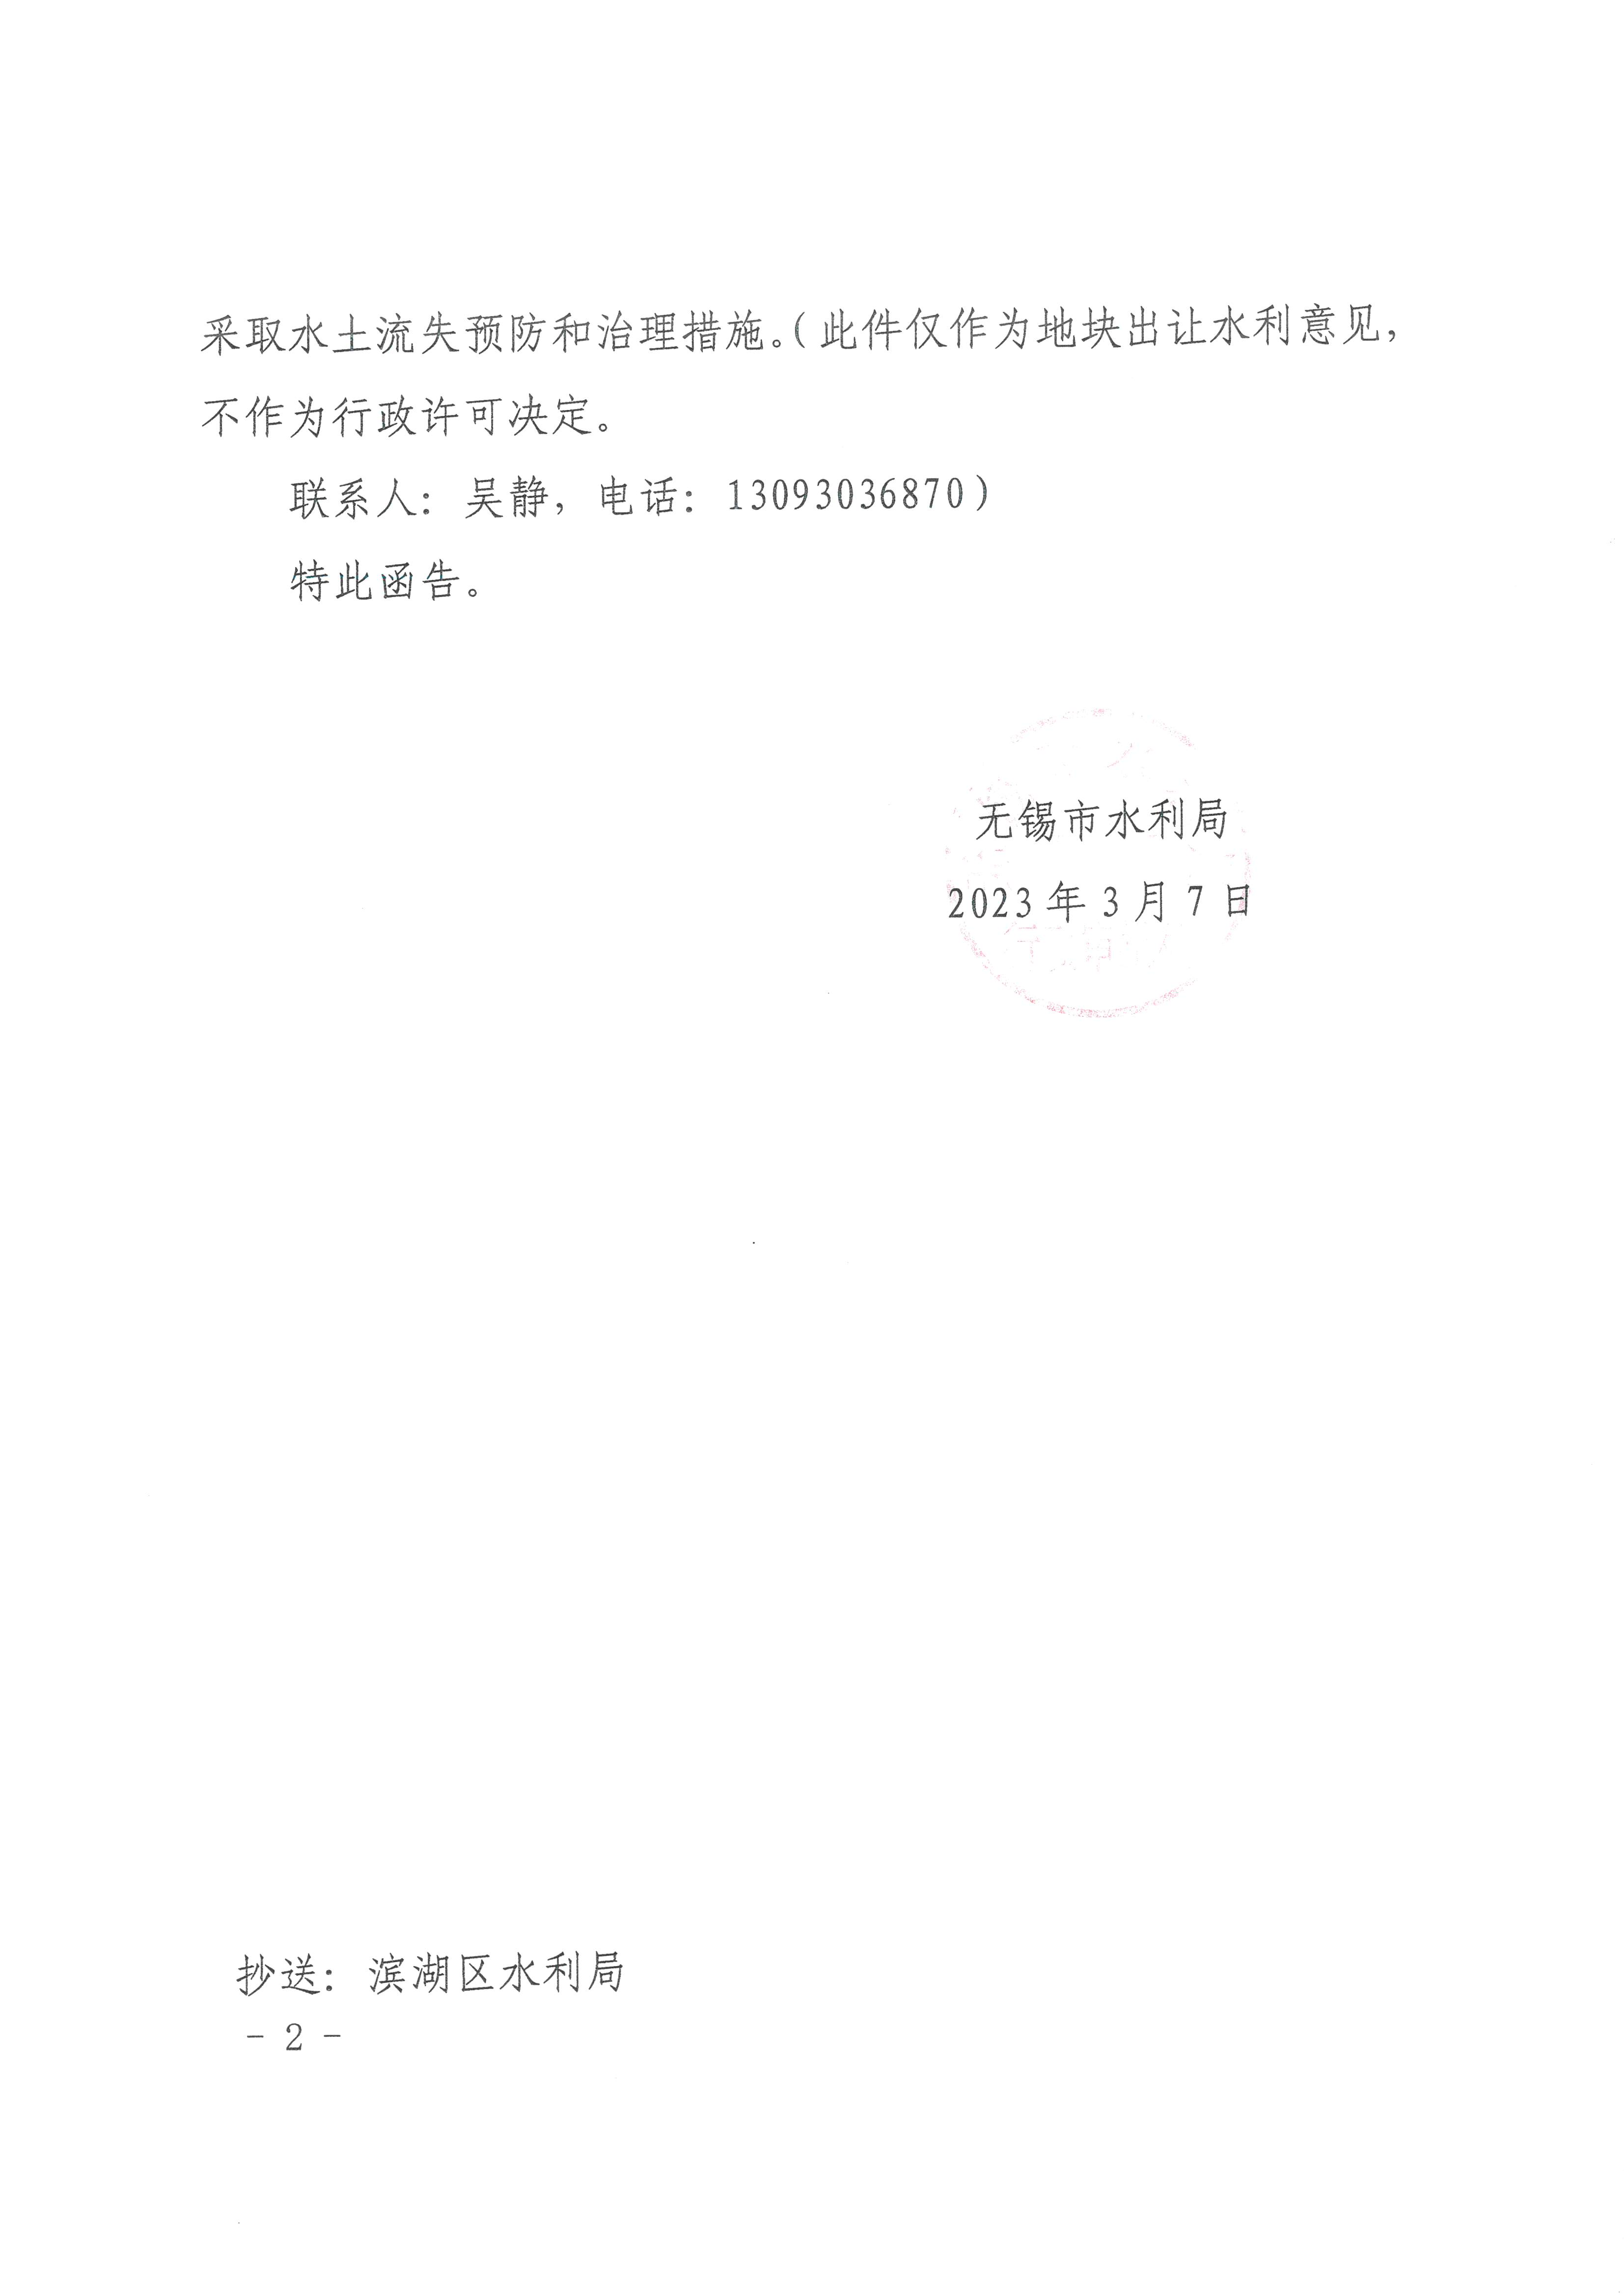 采取水土流失预防和治理措施。（此件仅作为地块出让水利意见，
不作为行政许可决定。
联系人：吴静，电话：13093036870）
特此函告。
无锡市水利局
2023年3月7日
抄送：滨湖区水利局
- 2 -